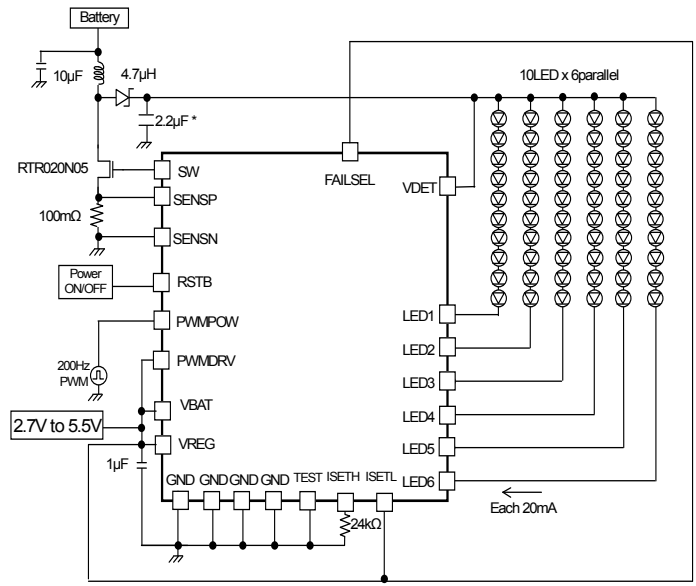 Battery
10µF
4.7µH
10LED x 6parallel
2.2µF *
RTR020N05
SW
FAILSEL
VDET
SENSP
100mΩ
SENSN
Power
ON/OFF
RSTB
PWMPOW
LED1
200Hz
PWM
PWMDRV
LED2
LED3
VBAT
2.7V to 5.5V
LED4
VREG
LED5
1µF
GND GND GND GND TEST ISETH ISETL
LED6
24kΩ
Each 20mA